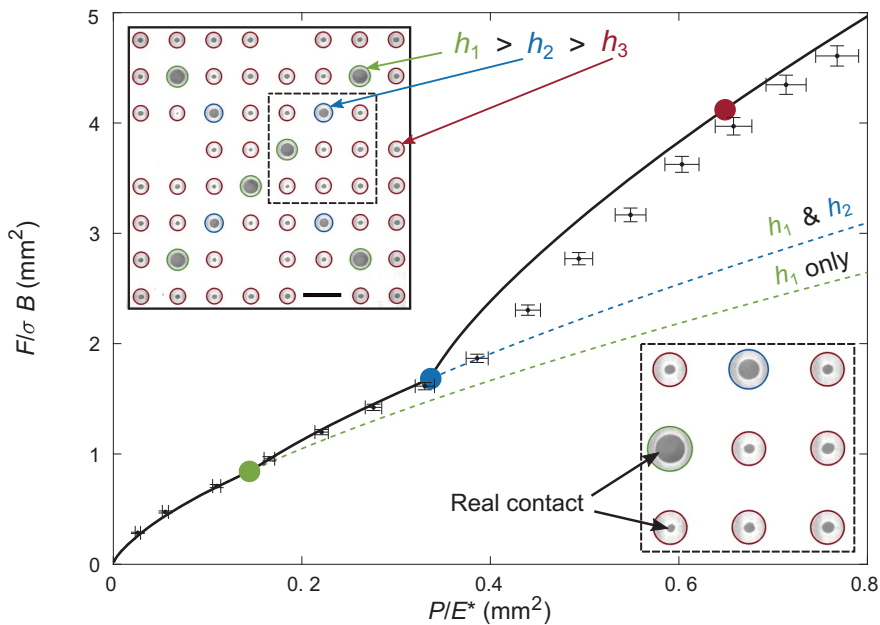 h₁ > h₂ > h₃
5
4
3
2
1
0
F/σ B (mm²)
h₁ & h₂
h₁ only
Real contact
0
0. 2
0.4
0.6
0.8
P/E* (mm²)